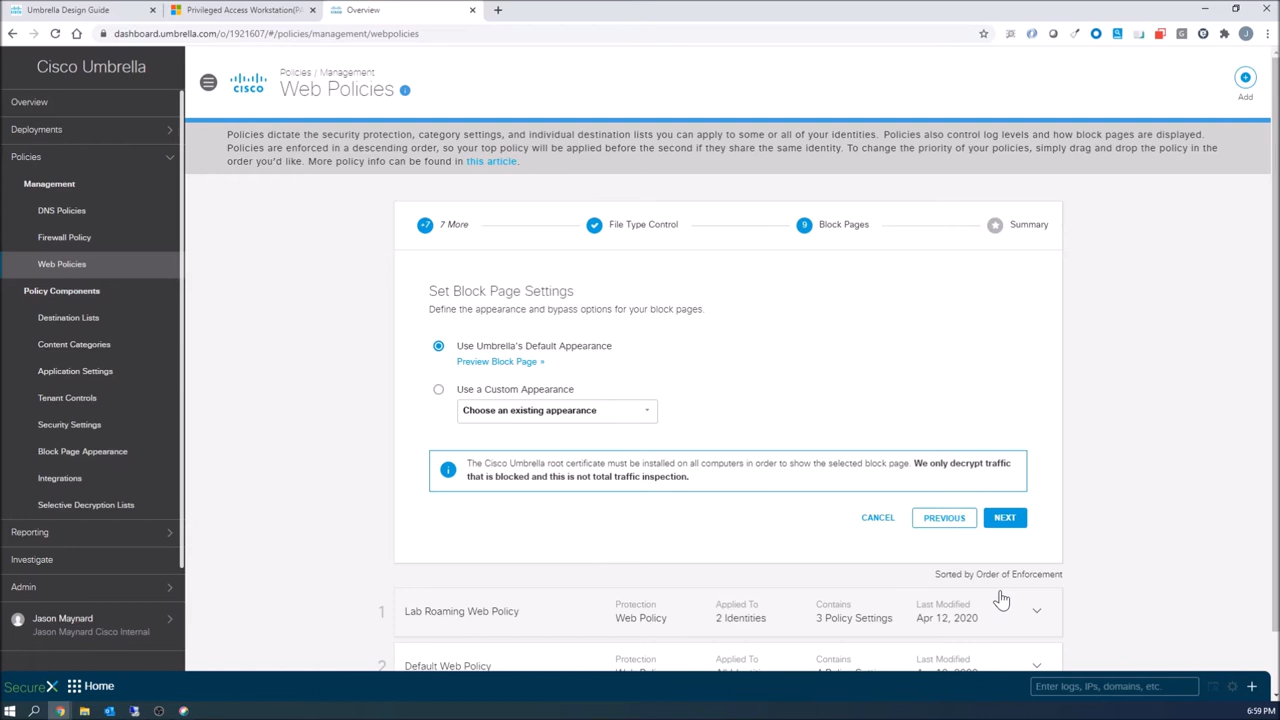 Umbrella Design Guide
Privileged Access Workstation(PA
Overview
dashboard.umbrella.com/o/1921607/#/policies/management/webpolicies
J
Cisco Umbrella
Overview
Deployments
Policies
Management
DNS Policies
Firewall Policy
Web Policies
Policy Components
Destination Lists
Content Categories
Application Settings
Tenant Controls
Security Settings
Block Page Appearance
Integrations
Selective Decryption Lists
Reporting
Investigate
Admin
Jason Maynard
Jason Maynard Cisco Internal
CISCO
Policies / Management
Web Policies
Add
Policies dictate the security protection, category settings, and individual destination lists you can apply to some or all of your identities. Policies also control log levels and how block pages are displayed.
Policies are enforced in a descending order, so your top policy will be applied before the second if they share the same identity. To change the priority of your policies, simply drag and drop the policy in the
order you'd like. More policy info can be found in this article.
7 More
File Type Control
9 Block Pages
Summary
Set Block Page Settings
Define the appearance and bypass options for your block pages.
Use Umbrella's Default Appearance
Preview Block Page »
Use a Custom Appearance
Choose an existing appearance
The Cisco Umbrella root certificate must be installed on all computers in order to show the selected block page. We only decrypt traffic
that is blocked and this is not total traffic inspection.
CANCEL PREVIOUS NEXT
Sorted by Order of Enforcement
1 Lab Roaming Web Policy
Protection
Web Policy
Applied To
2 Identities
Contains
3 Policy Settings
Last Modified
Apr 12, 2020
2 Default Web Policy
Protection
Applied To
Contains
Last Modified
SecureX
Home
Enter logs, IPs, domains, etc.
6:59 PM